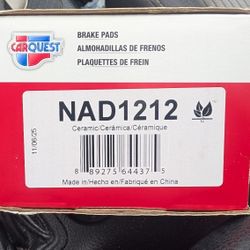 CARQUEST
BRAKE PADS
ALMOHADILLAS DE FRENOS
PLAQUETTES DE FREIN
NAD1212
Ceramic/Cerámica/Céramique
11/06/25
8 89275 64437 5
Made in/Hecho en/Fabriqué en China